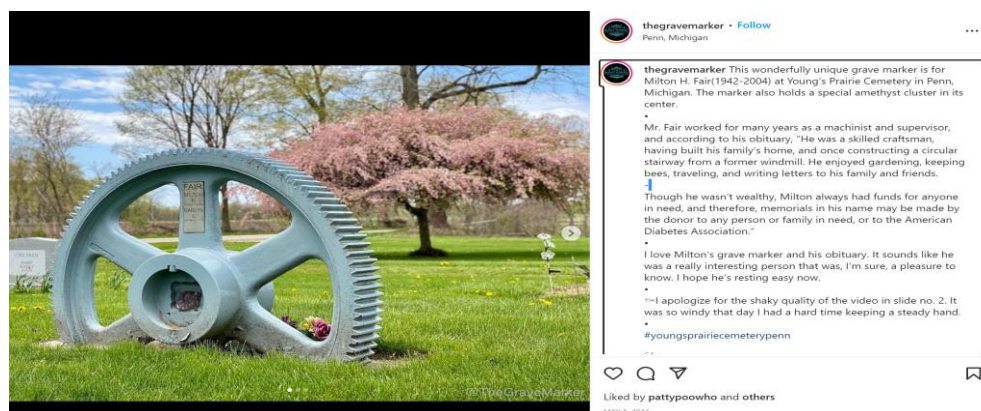 thegravemarker • Follow
Penn, Michigan
thegravemarker This wonderfully unique grave marker is for
Milton H. Fair(1942-2004) at Young's Prairie Cemetery in Penn,
Michigan. The marker also holds a special amethyst cluster in its
center.
•
Mr. Fair worked for many years as a machinist and supervisor,
and according to his obituary, "He was a skilled craftsman,
having built his family's home, and once constructing a circular
stairway from a former windmill. He enjoyed gardening, keeping
bees, traveling, and writing letters to his family and friends.
Though he wasn't wealthy, Milton always had funds for anyone
in need, and therefore, memorials in his name may be made by
the donor to any person or family in need, or to the American
Diabetes Association."
•
I love Milton's grave marker and his obituary. It sounds like he
was a really interesting person that was, I'm sure, a pleasure to
know. I hope he's resting easy now.
•
I apologize for the shaky quality of the video in slide no. 2. It
was so windy that day I had a hard time keeping a steady hand.
•
#youngsprairiecemeterypenn
Liked by pattypoowho and others
FAIR
@TheGraveMarker